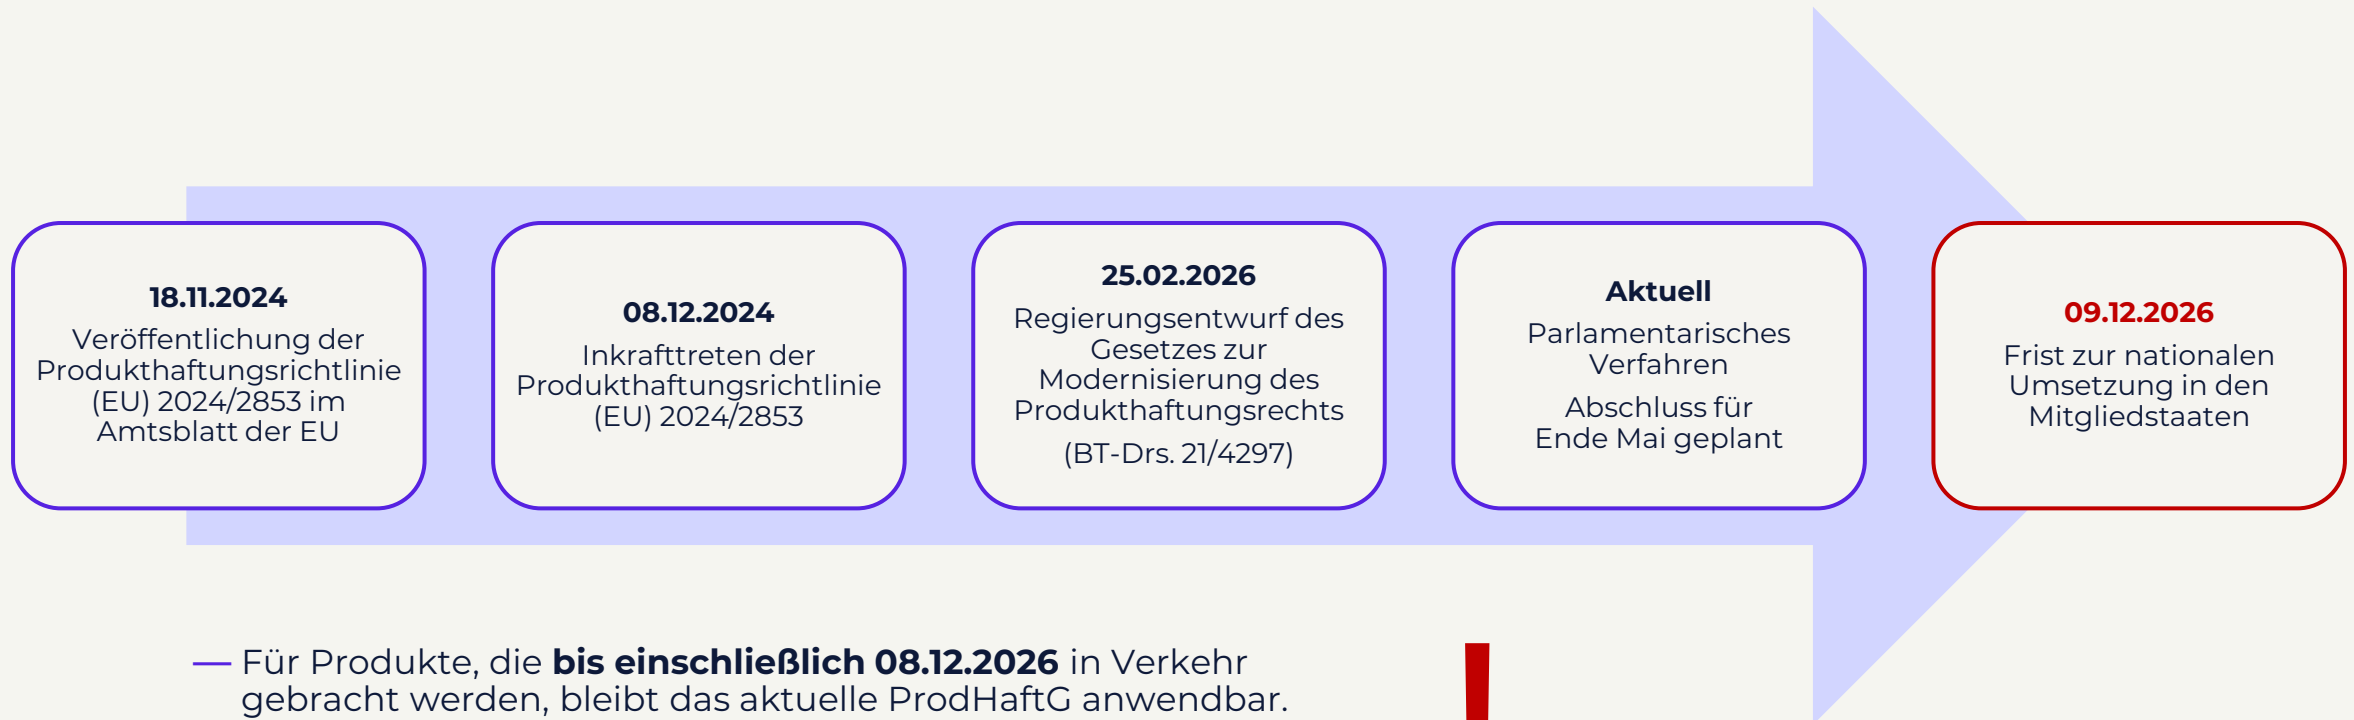 18.11.2024
Veröffentlichung der
Produkthaftungsrichtlinie
(EU) 2024/2853 im
Amtsblatt der EU
08.12.2024
Inkrafttreten der
Produkthaftungsrichtlinie
(EU) 2024/2853
25.02.2026
Regierungsentwurf des
Gesetzes zur
Modernisierung des
Produkthaftungsrechts
(BT-Drs. 21/4297)
Aktuell
Parlamentarisches
Verfahren
Abschluss für
Ende Mai geplant
09.12.2026
Frist zur nationalen
Umsetzung in den
Mitgliedstaaten
— Für Produkte, die bis einschließlich 08.12.2026 in Verkehr
gebracht werden, bleibt das aktuelle ProdHaftG anwendbar.